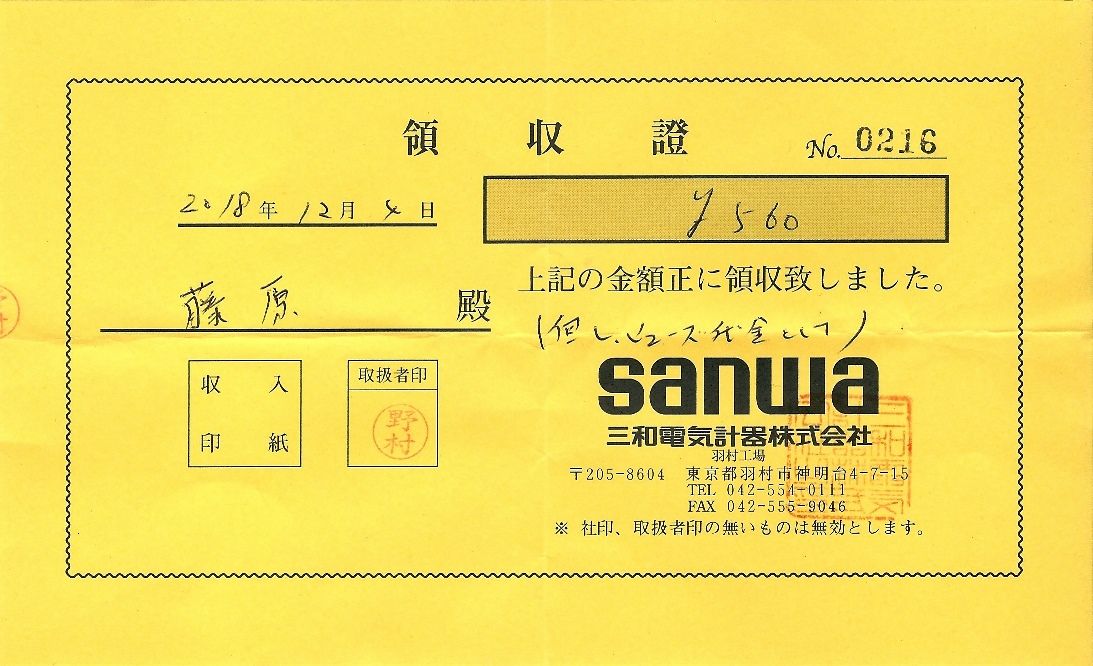 領収證
No. 0216
2018年12月4日
¥560
藤原 殿
上記の金額正に領収致しました。
(但し、ヒューズ代金として)
収入
印紙
取扱者印
野村
sanwa
三和電気計器株式会社
羽村工場
〒205-8604 東京都羽村市神明台4-7-15
TEL 042-554-0111
FAX 042-555-9046
※ 社印、取扱者印の無いものは無効とします。